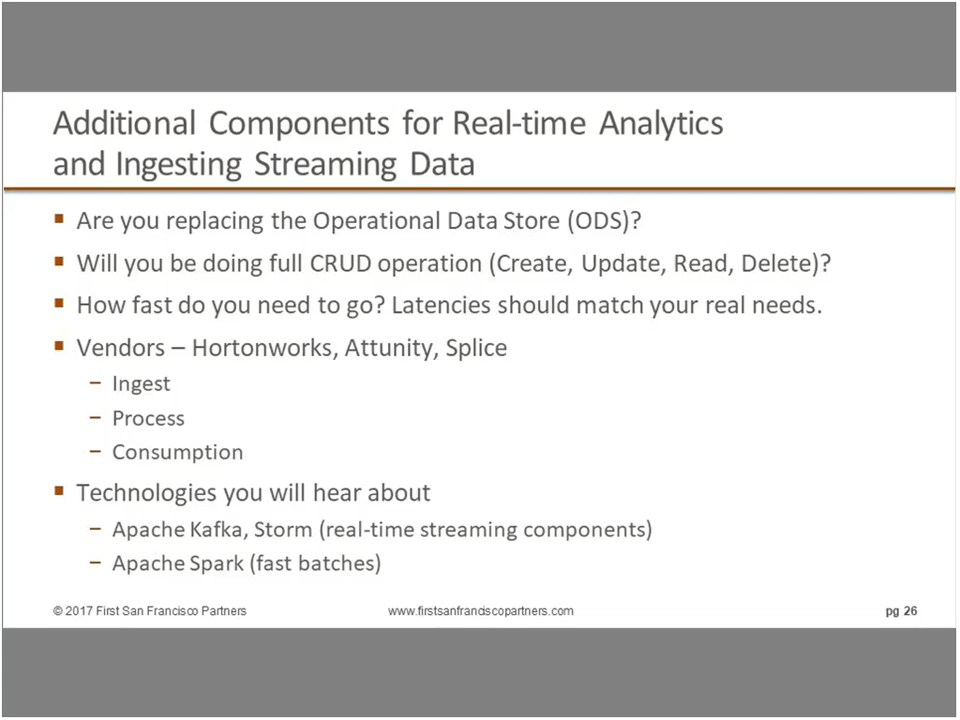 Additional Components for Real-time Analytics
and Ingesting Streaming Data
▪ Are you replacing the Operational Data Store (ODS)?
▪ Will you be doing full CRUD operation (Create, Update, Read, Delete)?
▪ How fast do you need to go? Latencies should match your real needs.
▪ Vendors – Hortonworks, Attunity, Splice
− Ingest
− Process
− Consumption
▪ Technologies you will hear about
− Apache Kafka, Storm (real-time streaming components)
− Apache Spark (fast batches)
© 2017 First San Francisco Partners www.firstsanfranciscopartners.com pg 26